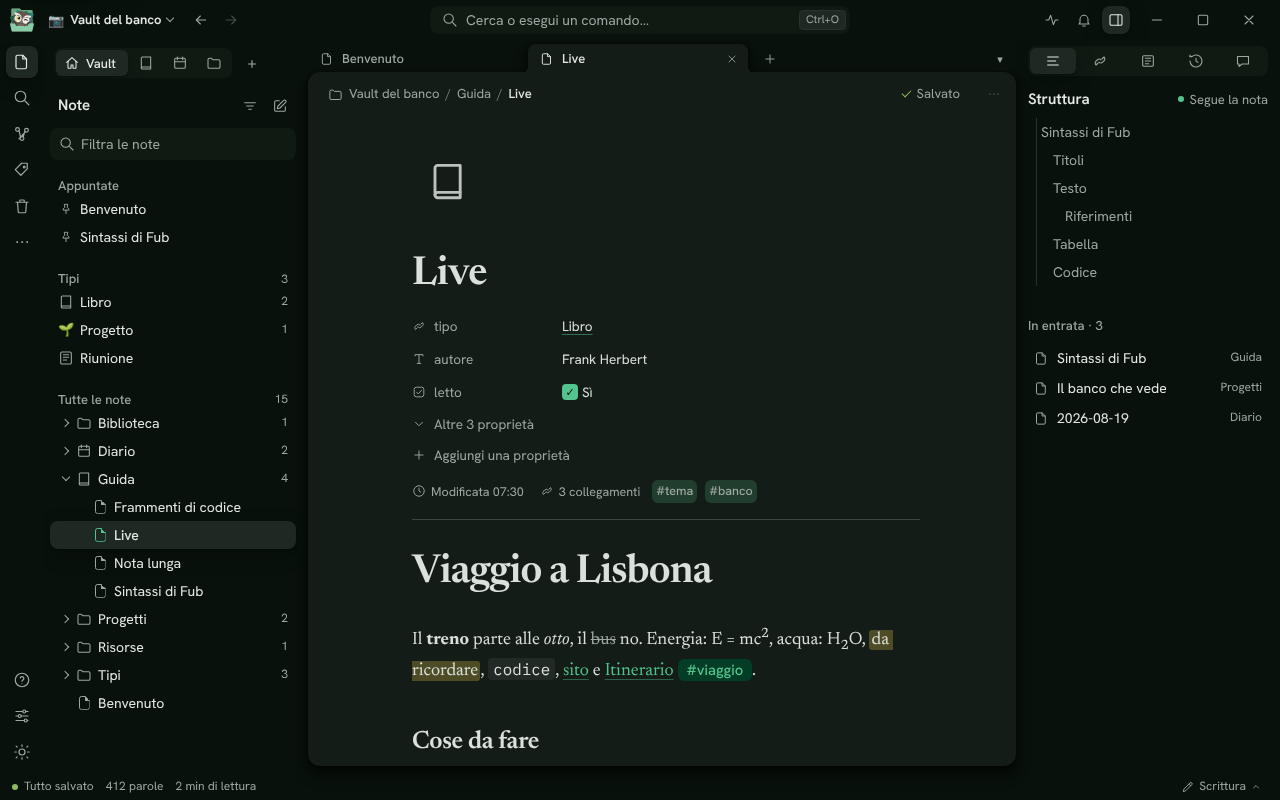 Vault del banco
Cerca o esegui un comando...
Ctrl+O
Vault
Benvenuto
Live
Note
Filtra le note
Appuntate
Benvenuto
Sintassi di Fub
Tipi 3
Libro 2
Progetto 1
Riunione
Tutte le note 15
Biblioteca 1
Diario 2
Guida 4
Frammenti di codice
Live
Nota lunga
Sintassi di Fub
Progetti 2
Risorse 1
Tipi 3
Benvenuto
Vault del banco / Guida / Live
Salvato
Live
tipo Libro
autore Frank Herbert
letto ✓ Sì
Altre 3 proprietà
Aggiungi una proprietà
Modificata 07:30 3 collegamenti #tema #banco
Viaggio a Lisbona
Il treno parte alle otto, il bus no. Energia: E = mc², acqua: H₂O, da
ricordare, codice, sito e Itinerario #viaggio.
Cose da fare
Struttura
Segue la nota
Sintassi di Fub
Titoli
Testo
Riferimenti
Tabella
Codice
In entrata · 3
Sintassi di Fub Guida
Il banco che vede Progetti
2026-08-19 Diario
Tutto salvato 412 parole 2 min di lettura
Scrittura